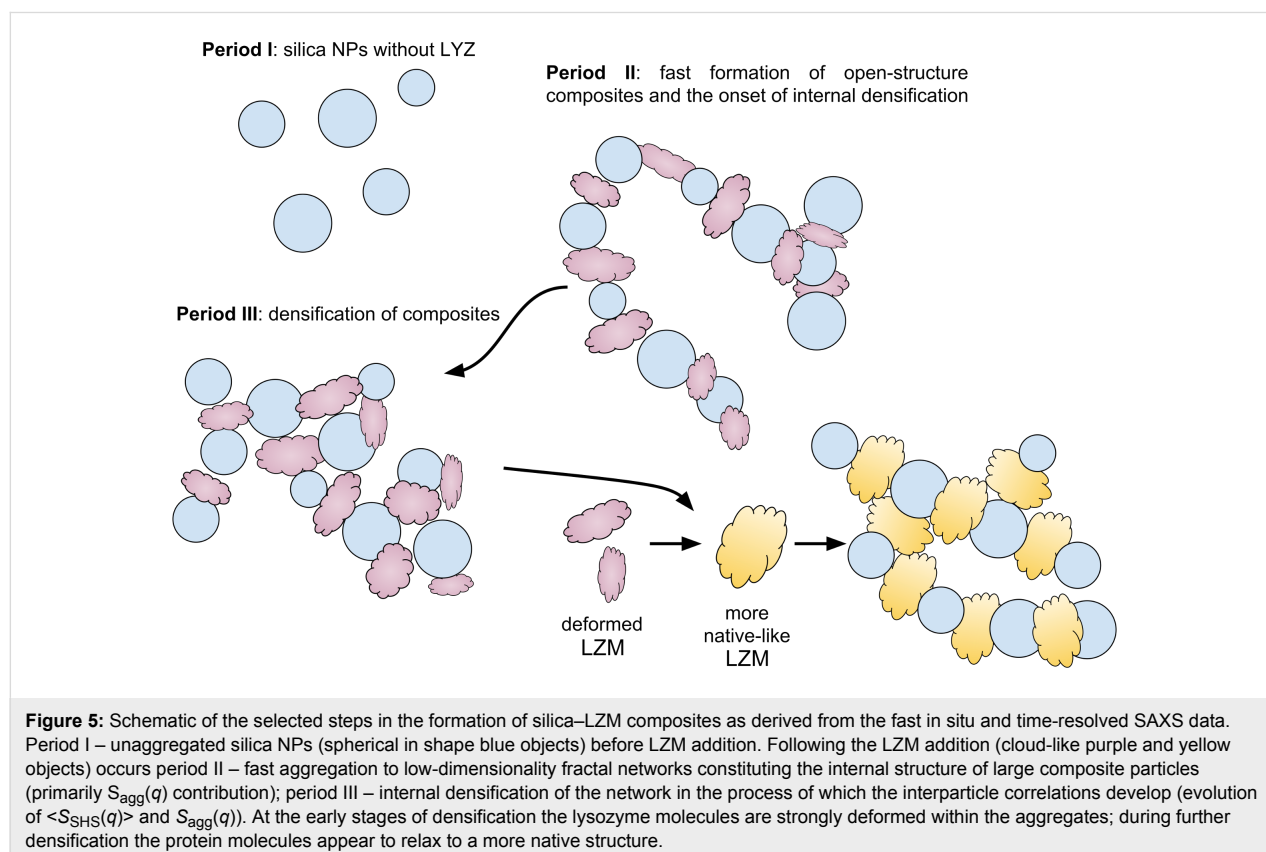 Period I: silica NPs without LYZ
Period II: fast formation of open-structure
composites and the onset of internal densification
Period III: densification of composites
deformed
LZM
more
native-like
LZM
Figure 5: Schematic of the selected steps in the formation of silica–LZM composites as derived from the fast in situ and time-resolved SAXS data.
Period I – unaggregated silica NPs (spherical in shape blue objects) before LZM addition. Following the LZM addition (cloud-like purple and yellow
objects) occurs period II – fast aggregation to low-dimensionality fractal networks constituting the internal structure of large composite particles
(primarily Sagg(q) contribution); period III – internal densification of the network in the process of which the interparticle correlations develop (evolution
of <SSHS(q)> and Sagg(q)). At the early stages of densification the lysozyme molecules are strongly deformed within the aggregates; during further
densification the protein molecules appear to relax to a more native structure.